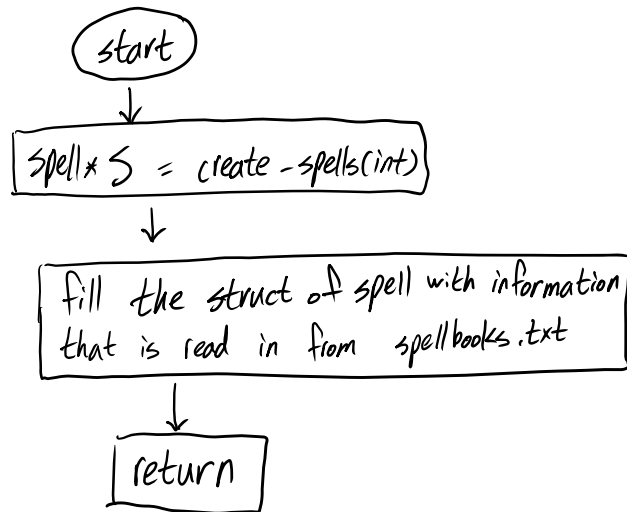 start
spell* S = create_spells(int)
fill the struct of spell with information
that is read in from spellbooks.txt
return